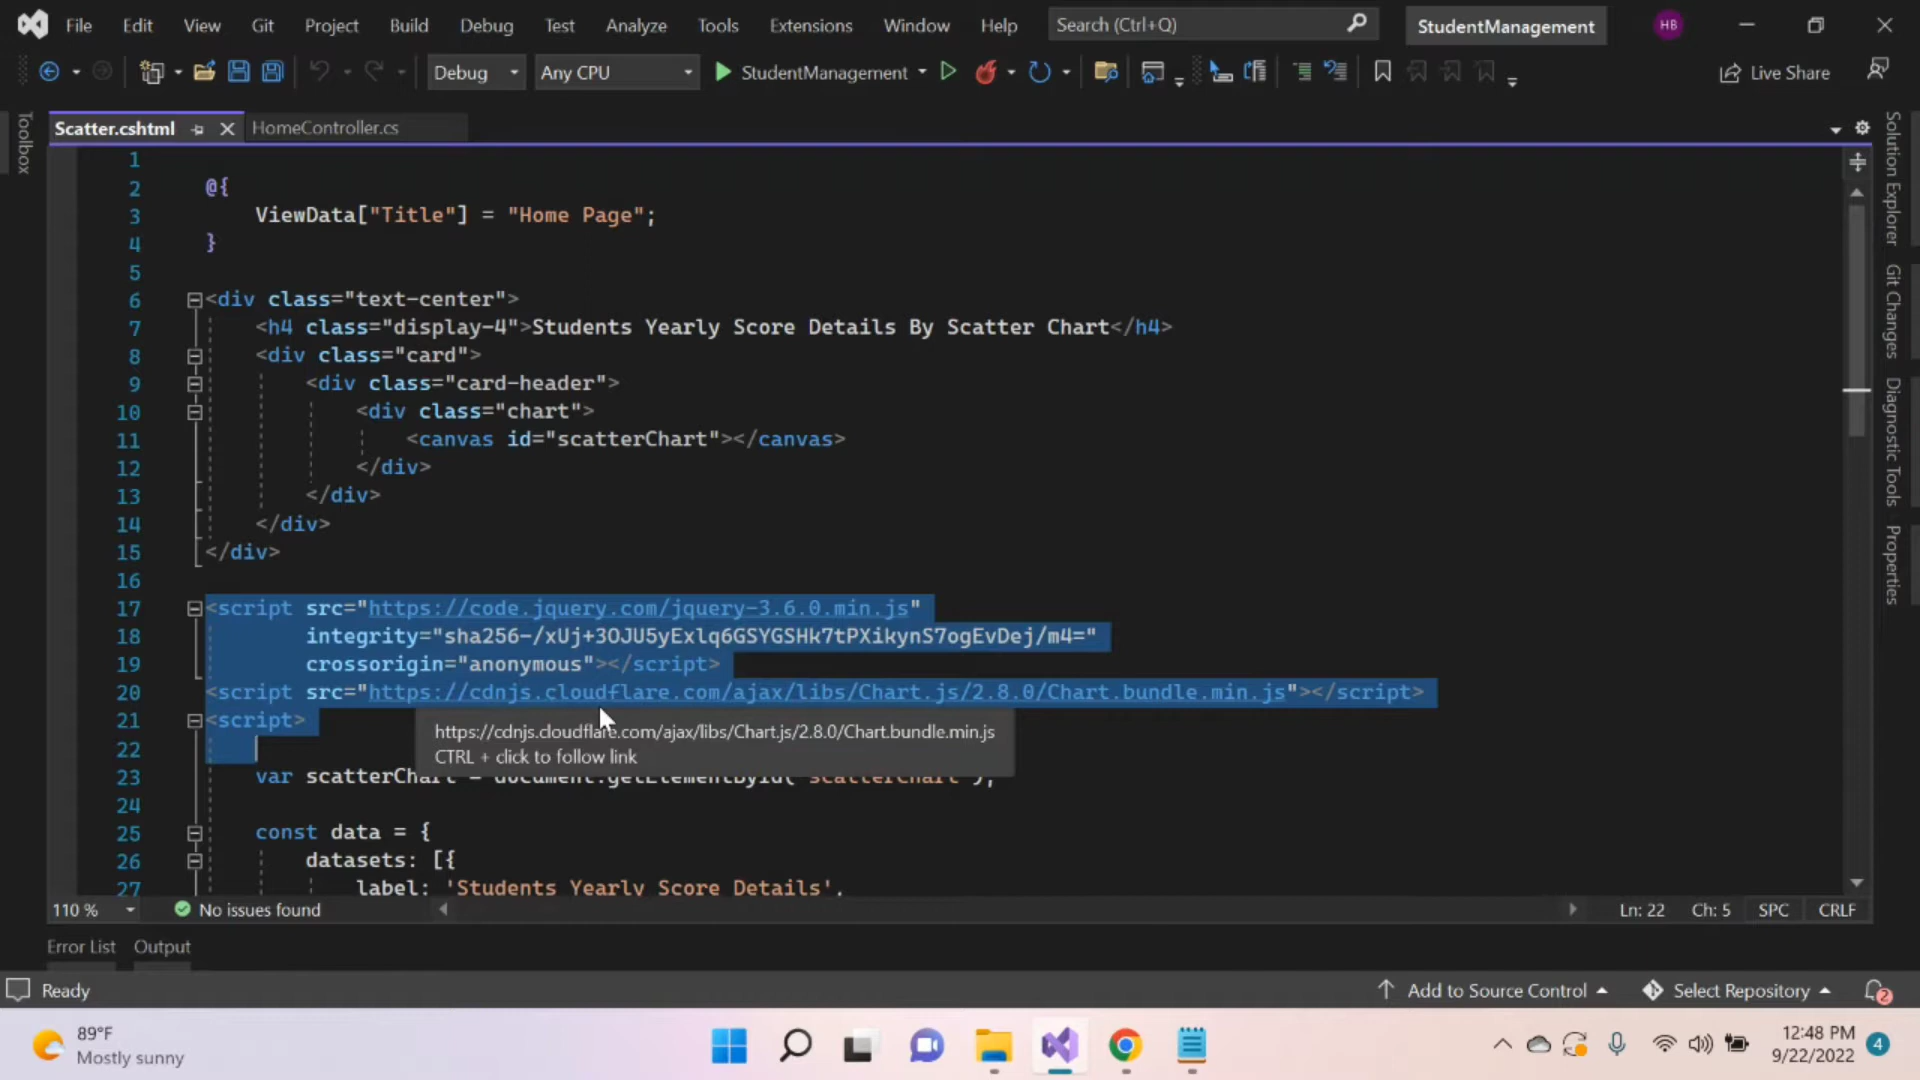 File Edit View Git Project Build Debug Test Analyze Tools Extensions Window Help Search (Ctrl+Q) StudentManagement HB
Debug Any CPU StudentManagement Live Share
Toolbox
Scatter.cshtml HomeController.cs
Solution Explorer
Git Changes
Diagnostic Tools
Properties
1
2 @{
3 ViewData["Title"] = "Home Page";
4 }
5
6 <div class="text-center">
7 <h4 class="display-4">Students Yearly Score Details By Scatter Chart</h4>
8 <div class="card">
9 <div class="card-header">
10 <div class="chart">
11 <canvas id="scatterChart"></canvas>
12 </div>
13 </div>
14 </div>
15 </div>
16
17 <script src="https://code.jquery.com/jquery-3.6.0.min.js"
18 integrity="sha256-/xUj+3OJU5yExlq6GSYGSHk7tPXikynS7ogEvDej/m4="
19 crossorigin="anonymous"></script>
20 <script src="https://cdnjs.cloudflare.com/ajax/libs/Chart.js/2.8.0/Chart.bundle.min.js"></script>
21 <script>
https://cdnjs.cloudflare.com/ajax/libs/Chart.js/2.8.0/Chart.bundle.min.js
22
CTRL + click to follow link
23 var scatterChart = document.getElementById("scatterChart");
24
25 const data = {
26 datasets: [{
27 label: 'Students Yearly Score Details',
110 % No issues found Ln: 22 Ch: 5 SPC CRLF
Error List Output
Ready Add to Source Control Select Repository 2
89°F
Mostly sunny
12:48 PM
9/22/2022
4